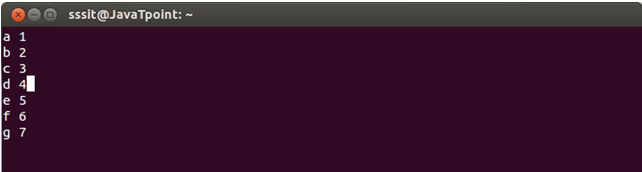 sssit@JavaTpoint: ~
a 1
b 2
c 3
d 4
e 5
f 6
g 7